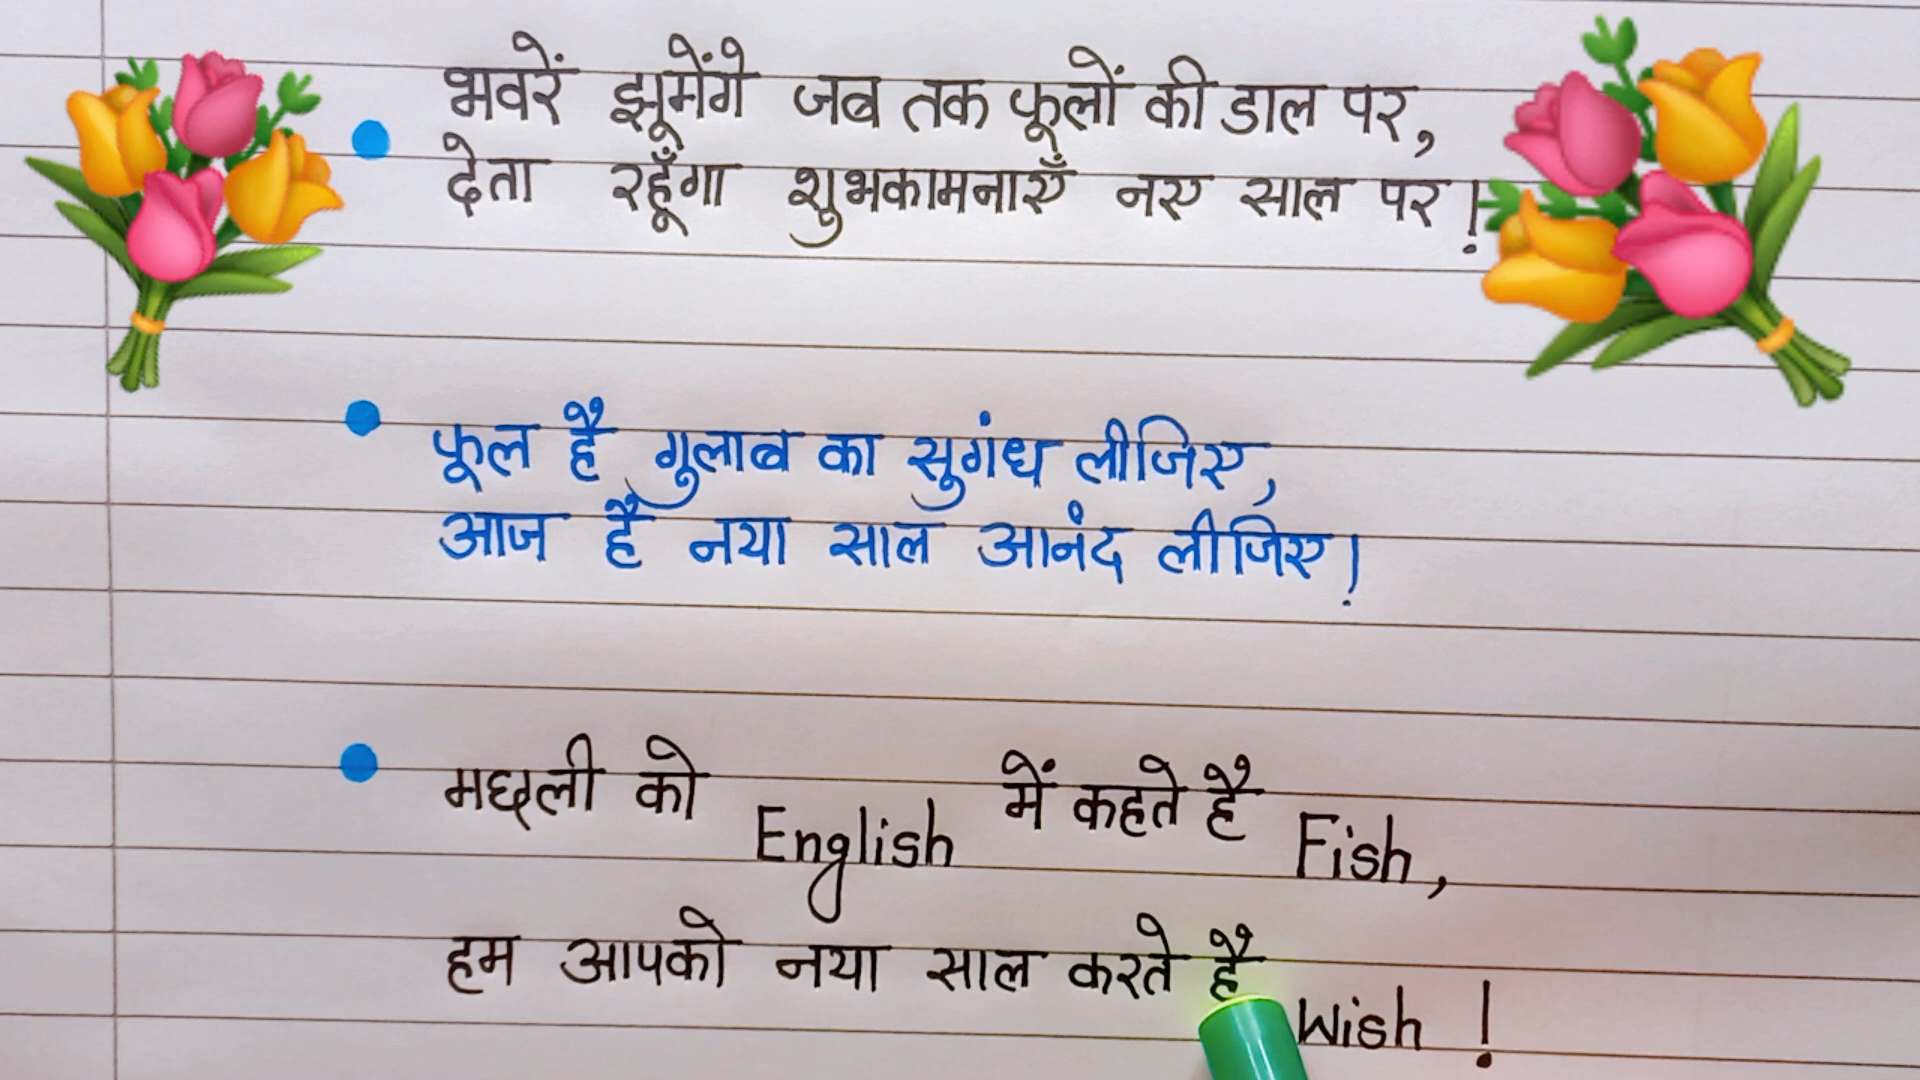 भवरें झूमेंगे जब तक फूलों की डाल पर,
देता रहूँगा शुभकामनाएँ नए साल पर!
फूल है गुलाब का सुगंध लीजिए,
आज है नया साल आनंद लीजिए!
मछली को English में कहते है Fish,
हम आपको नया साल करते है Wish !